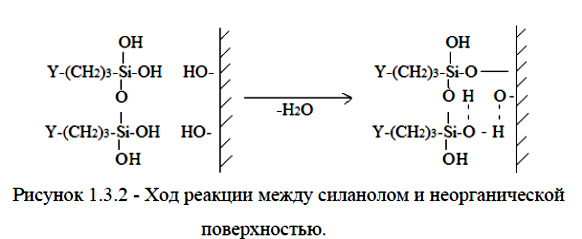 OH OH
Y-(CH2)3-Si-OH HO- Y-(CH2)3-Si-O
O O H O-
-H2O
Y-(CH2)3-Si-OH HO- Y-(CH2)3-Si-O - H
OH OH
Рисунок 1.3.2 - Ход реакции между силанолом и неорганической
поверхностью.